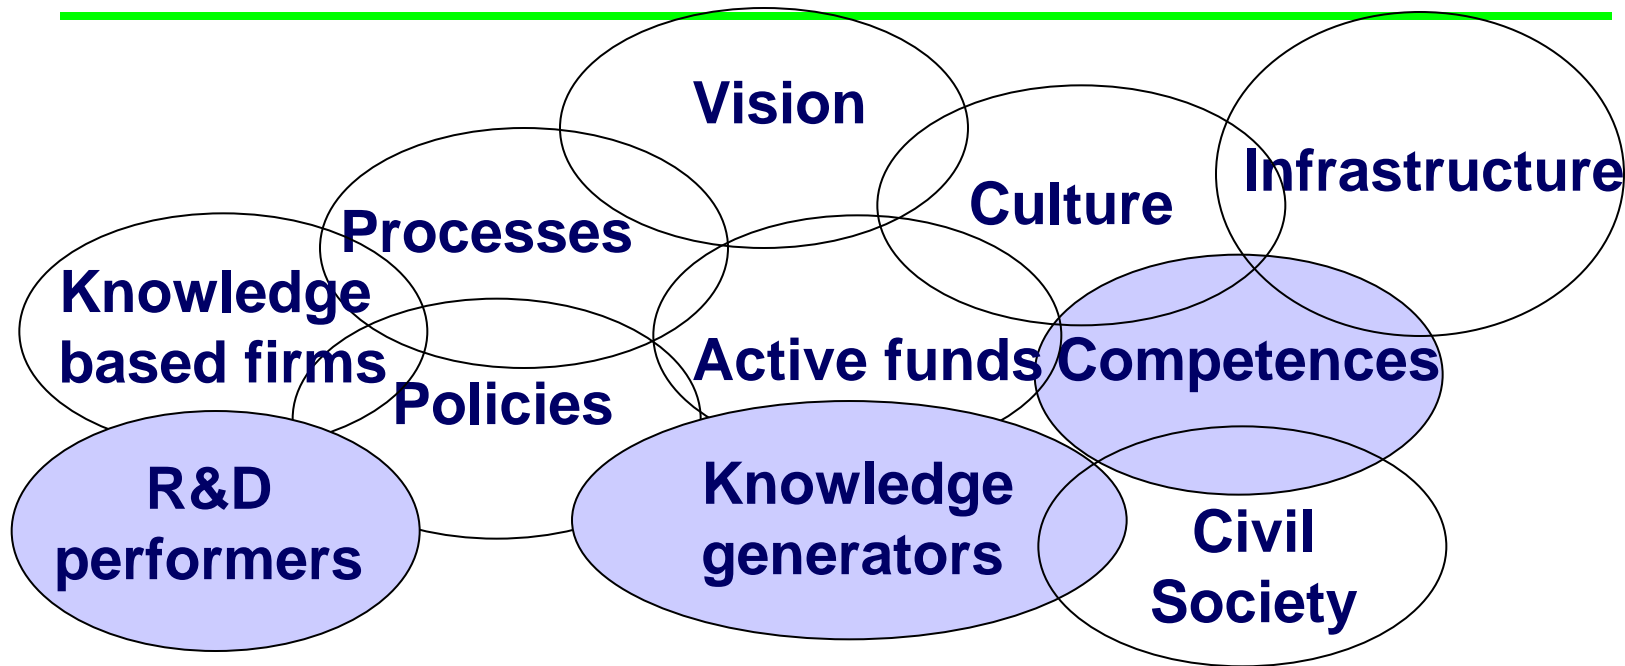 Vision
Infrastructure
Culture
Processes
Knowledge
based firms
Active funds
Competences
Policies
R&D
performers
Knowledge
generators
Civil
Society